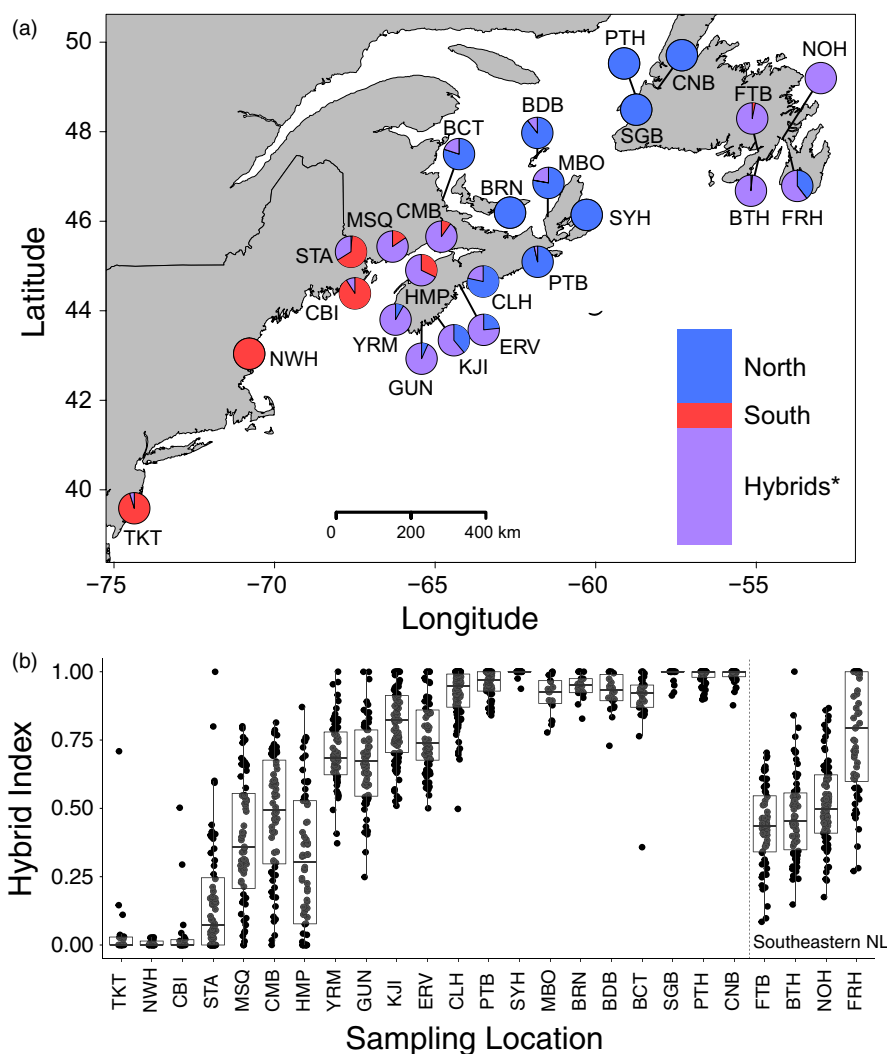 (a)
50
48
46
44
42
40
Latitude
PTH
CNB
NOH
FTB
SGB
BTH
FRH
BDB
BCT
MBO
BRN
SYH
MSQ
CMB
STA
PTB
HMP
CLH
CBI
YRM
ERV
KJI
GUN
NWH
TKT
North
South
Hybrids*
0 200 400 km
−75 −70 −65 −60 −55
Longitude
(b)
1.00
0.75
0.50
0.25
0.00
Hybrid Index
Southeastern NL
TKT
NWH
CBI
STA
MSQ
CMB
HMP
YRM
GUN
KJI
ERV
CLH
PTB
SYH
MBO
BRN
BDB
BCT
SGB
PTH
CNB
FTB
BTH
NOH
FRH
Sampling Location